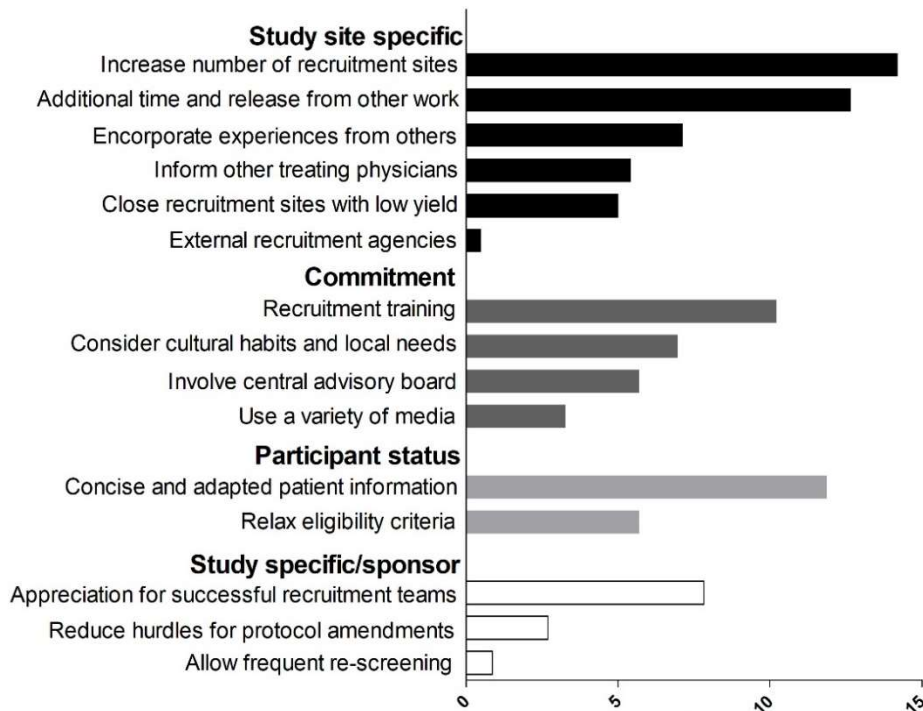 Study site specific
Increase number of recruitment sites
Additional time and release from other work
Encorporate experiences from others
Inform other treating physicians
Close recruitment sites with low yield
External recruitment agencies
Commitment
Recruitment training
Consider cultural habits and local needs
Involve central advisory board
Use a variety of media
Participant status
Concise and adapted patient information
Relax eligibility criteria
Study specific/sponsor
Appreciation for successful recruitment teams
Reduce hurdles for protocol amendments
Allow frequent re-screening
0 5 10 15